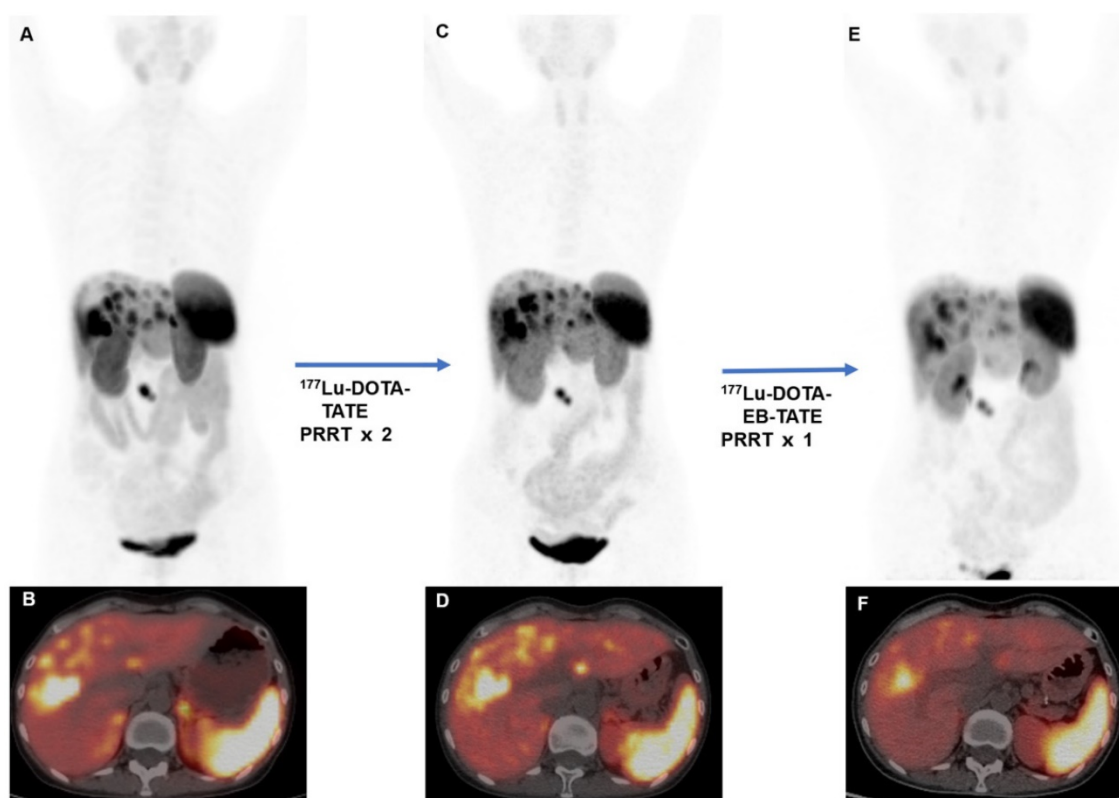 A
C
E
¹⁷⁷Lu-DOTA-
TATE
PRRT x 2
¹⁷⁷Lu-DOTA-
EB-TATE
PRRT x 1
B
D
F